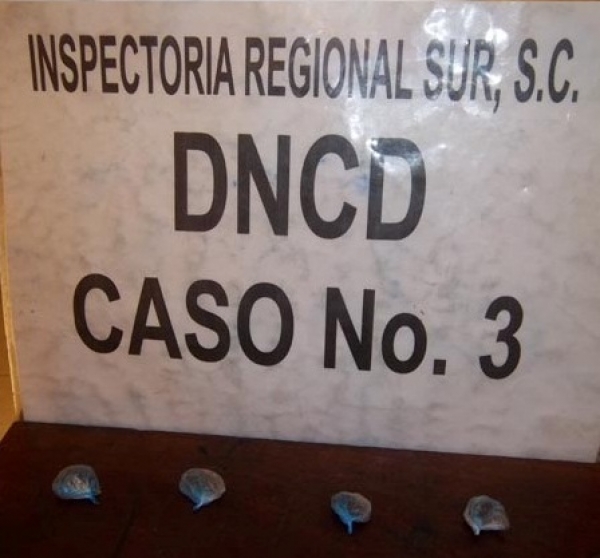 INSPECTORIA REGIONAL SUR, S.C.
DNCD
CASO No. 3